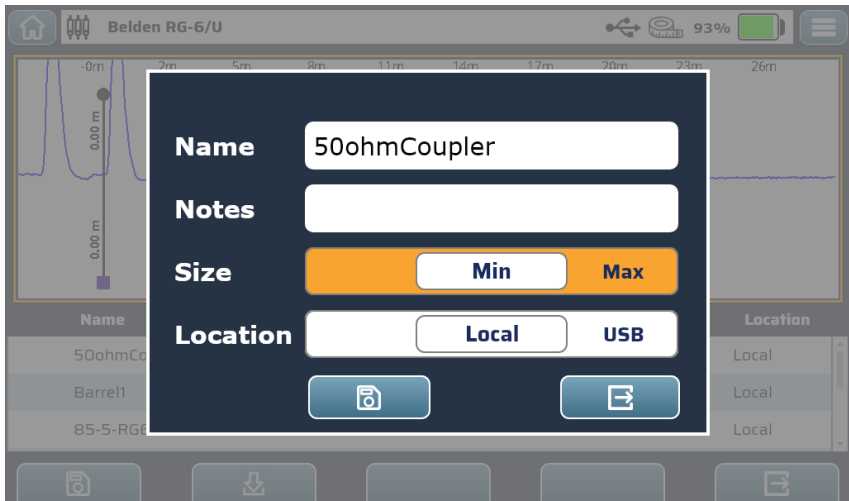 Belden RG-6/U 93%
-0m 2m 5m 8m 11m 14m 17m 20m 23m 26m
0.00 m
0.00 m
Name 50ohmCoupler
Notes
Size Min Max
Location Local USB
Name Location
50ohmCo Local
Barrel1 Local
85-5-RG6 Local